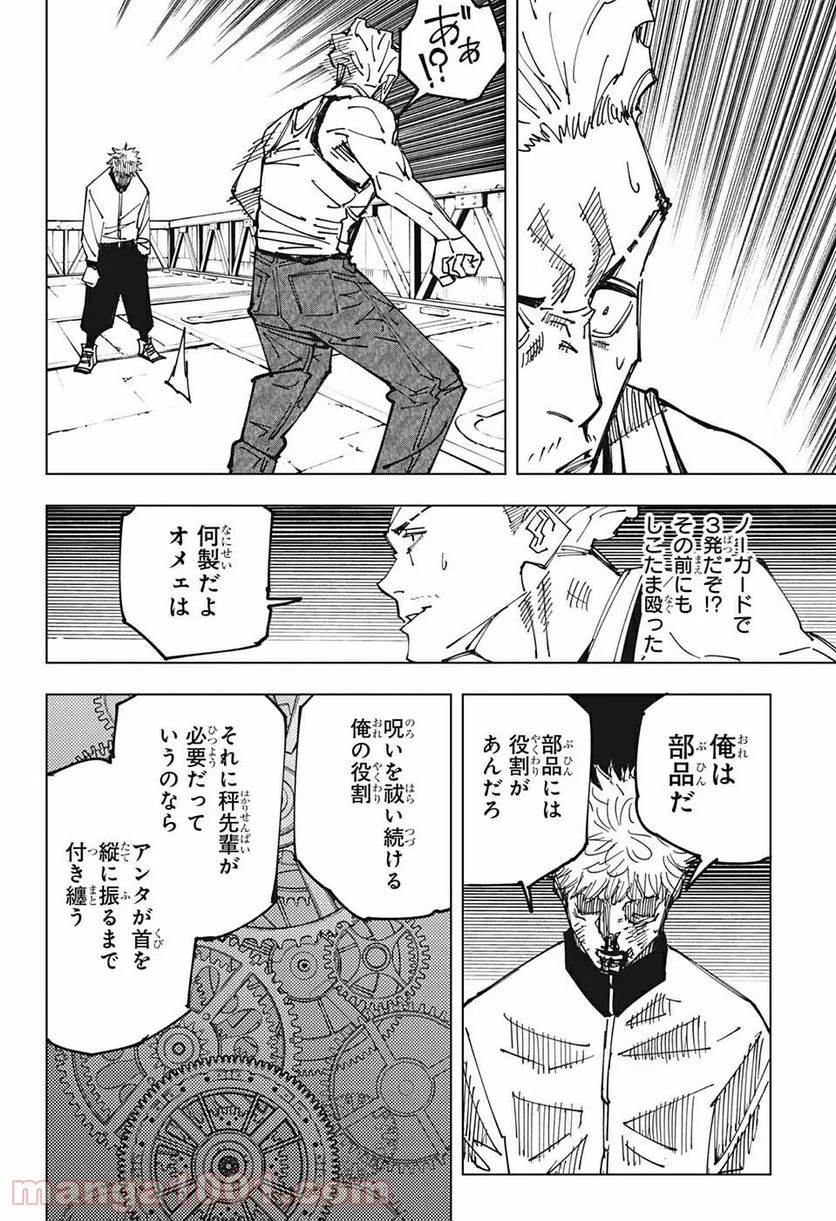 あ゛ぁ
!?
ノーガードで
3発だぞ!?
その前にも
しこたま殴った
何製だよ
オメェは
俺は
部品だ
部品には
役割が
あんだろ
呪いを祓い続ける
俺の役割
それに秤先輩が
必要だって
いうのなら
アンタが首を
縦に振るまで
付き纏う
manga1001.com